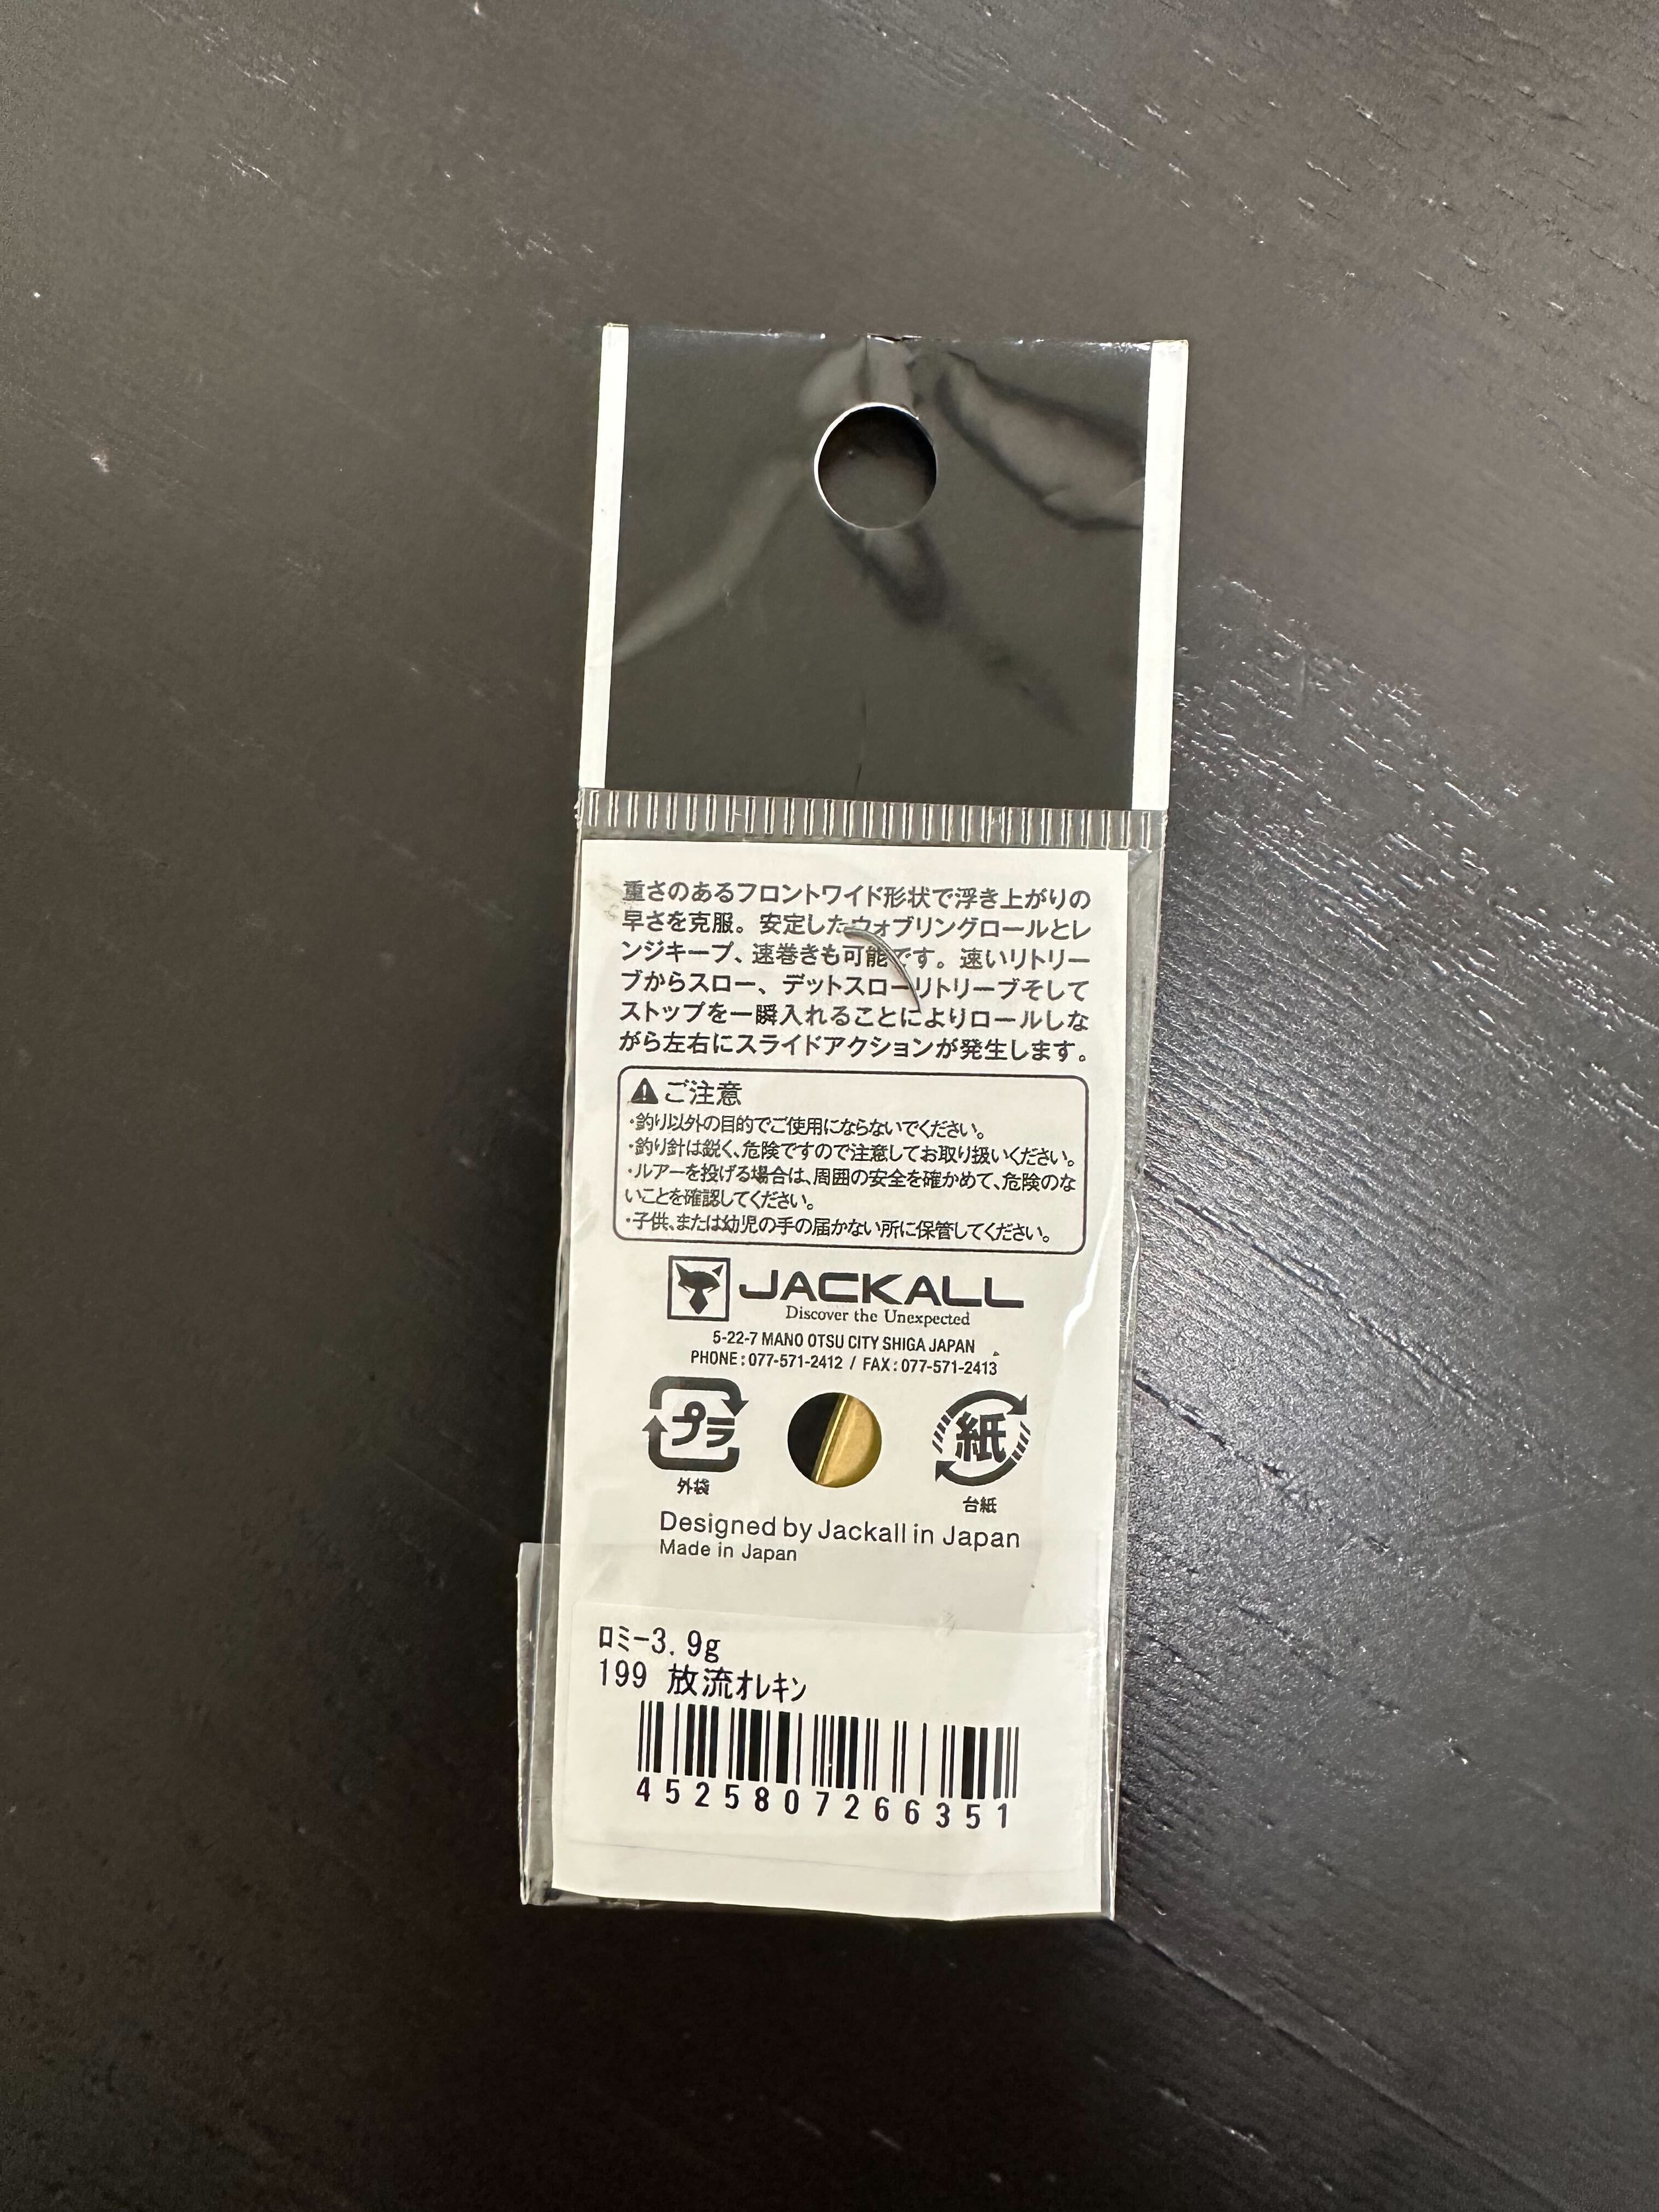 重さのあるフロントワイド形状で浮き上がりの
早さを克服。安定したウォブリングロールとレ
ンジキープ、速巻きも可能です。速いリトリー
ブからスロー、デットスローリトリーブそして
ストップを一瞬入れることによりロールしな
がら左右にスライドアクションが発生します。
ご注意
・釣り以外の目的でご使用にならないでください。
・釣り針は鋭く、危険ですので注意してお取り扱いください。
・ルアーを投げる場合は、周囲の安全を確かめて、危険のな
いことを確認してください。
・子供、または幼児の手の届かない所に保管してください。
JACKALL
Discover the Unexpected
5-22-7 MANO OTSU CITY SHIGA JAPAN
PHONE : 077-571-2412 / FAX : 077-571-2413
プラ 紙
外袋 台紙
Designed by Jackall in Japan
Made in Japan
ﾛﾐｰ3. 9g
199 放流ｵﾚｷﾝ
4525807266351